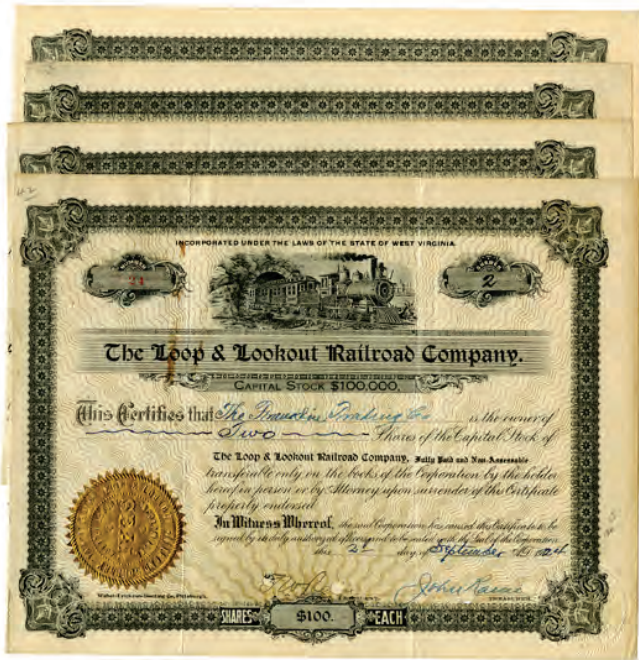 INCORPORATED UNDER THE LAWS OF THE STATE OF WEST VIRGINIA.
2
The Loop & Lookout Railroad Company.
CAPITAL STOCK $100,000,
This Certifies that The Trading Co is the owner of
Two Shares of the Capital Stock of
The Loop & Lookout Railroad Company, Fully Paid and Non-Assessable
transferable only on the books of the Corporation by the holder
hereof in person or by Attorney upon surrender of this Certificate
properly endorsed
In Witness Whereof, the said Corporation has caused this Certificate to be
signed by its duly authorized officers and to be sealed with the Seal of the Corporation
this day of September
John
SHARES $100. EACH